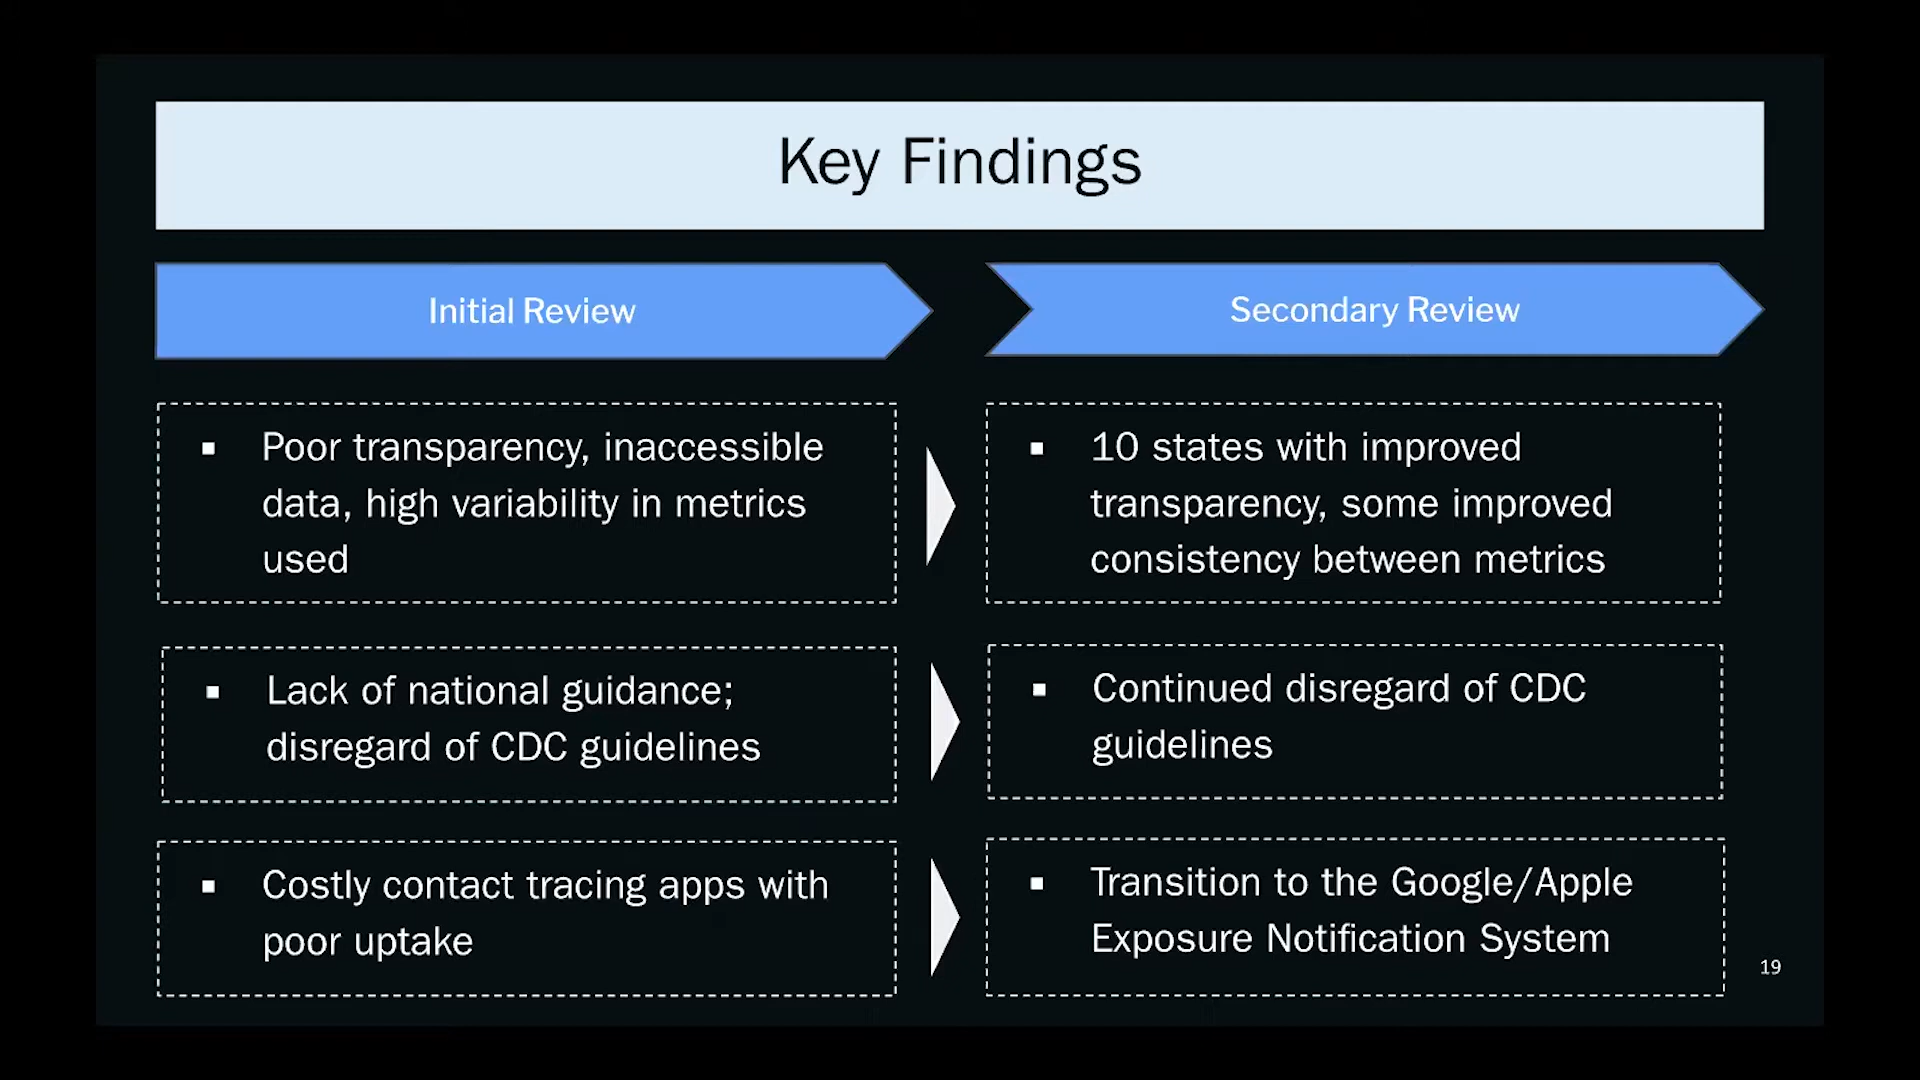 Key Findings
Initial Review
Secondary Review
▪ Poor transparency, inaccessible
data, high variability in metrics
used
▪ 10 states with improved
transparency, some improved
consistency between metrics
▪ Lack of national guidance;
disregard of CDC guidelines
▪ Continued disregard of CDC
guidelines
▪ Costly contact tracing apps with
poor uptake
▪ Transition to the Google/Apple
Exposure Notification System
19